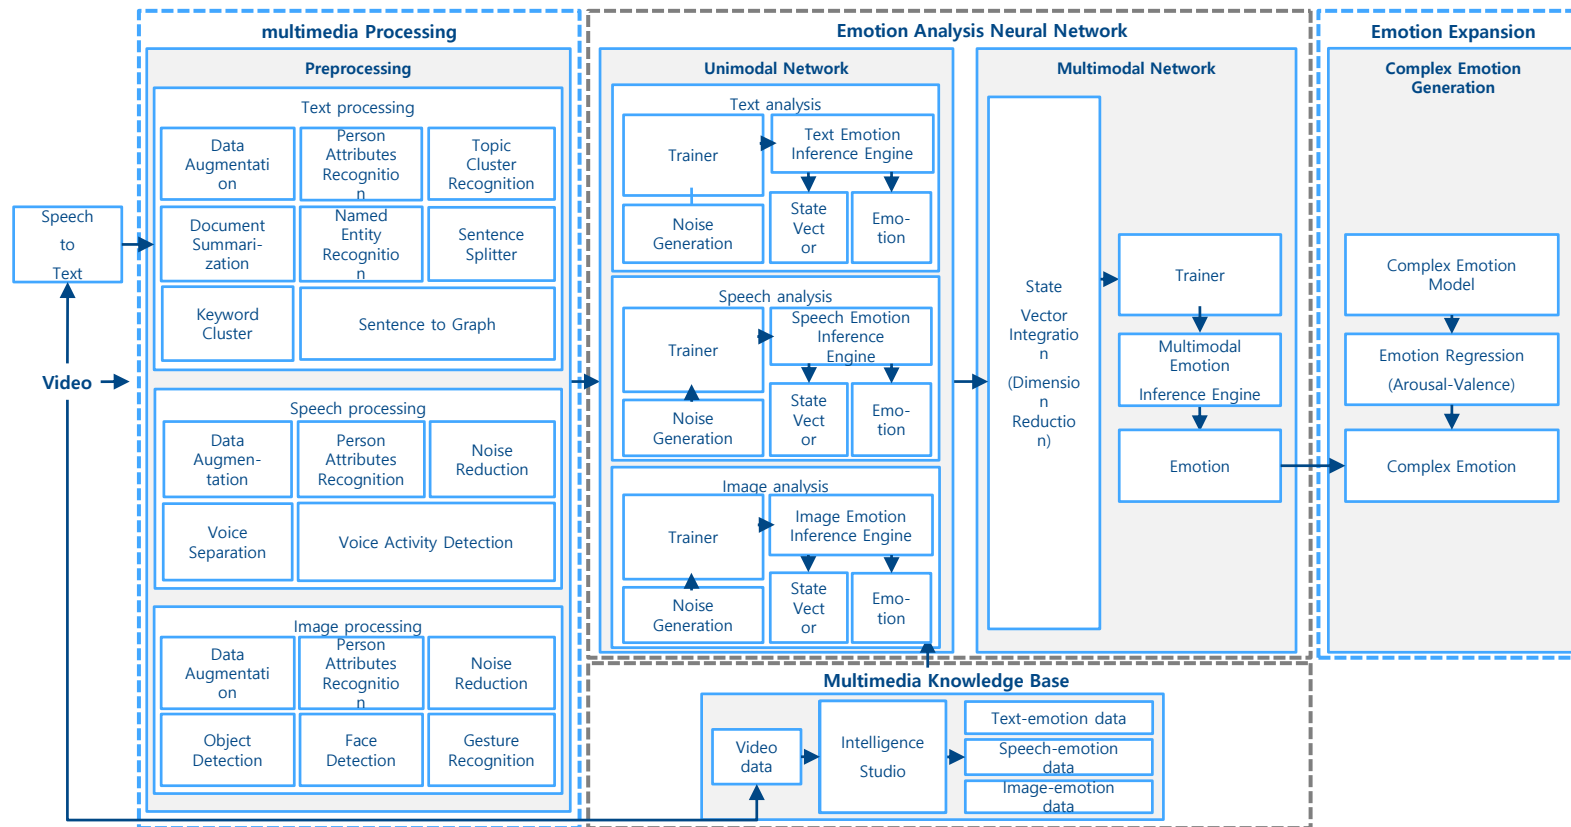 Speech
to
Text
Video
multimedia Processing
Preprocessing
Text processing
Data
Augmentati
on
Person
Attributes
Recognitio
n
Topic
Cluster
Recognition
Document
Summari-
zation
Named
Entity
Recognitio
n
Sentence
Splitter
Keyword
Cluster
Sentence to Graph
Speech processing
Data
Augmen-
tation
Person
Attributes
Recognition
Noise
Reduction
Voice
Separation
Voice Activity Detection
Image processing
Data
Augmentati
on
Person
Attributes
Recognitio
n
Noise
Reduction
Object
Detection
Face
Detection
Gesture
Recognition
Emotion Analysis Neural Network
Unimodal Network
Text analysis
Trainer
Text Emotion
Inference Engine
Noise
Generation
State
Vect
or
Emo-
tion
Speech analysis
Trainer
Speech Emotion
Inference
Engine
Noise
Generation
State
Vect
or
Emo-
tion
Image analysis
Trainer
Image Emotion
Inference Engine
Noise
Generation
State
Vect
or
Emo-
tion
Multimodal Network
State
Vector
Integratio
n
(Dimensio
n
Reductio
n)
Trainer
Multimodal
Emotion
Inference Engine
Emotion
Emotion Expansion
Complex Emotion
Generation
Complex Emotion
Model
Emotion Regression
(Arousal-Valence)
Complex Emotion
Multimedia Knowledge Base
Video
data
Intelligence
Studio
Text-emotion data
Speech-emotion
data
Image-emotion
data